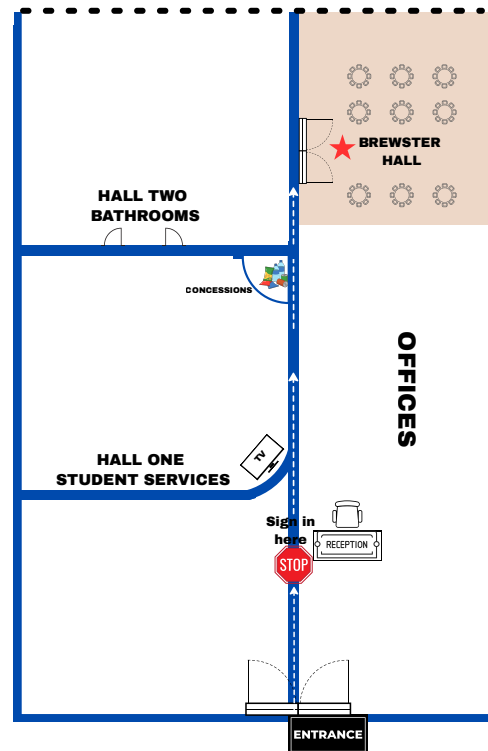 BREWSTER
HALL
HALL TWO
BATHROOMS
CONCESSIONS
OFFICES
TV
HALL ONE
STUDENT SERVICES
Sign in
here
RECEPTION
STOP
ENTRANCE